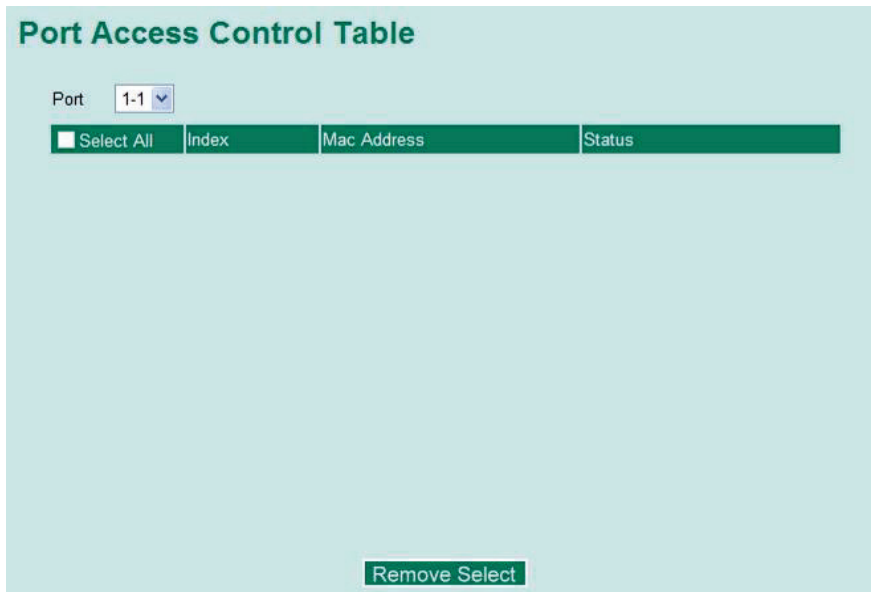 Port Access Control Table
Port 1-1
Select All Index Mac Address Status
Remove Select